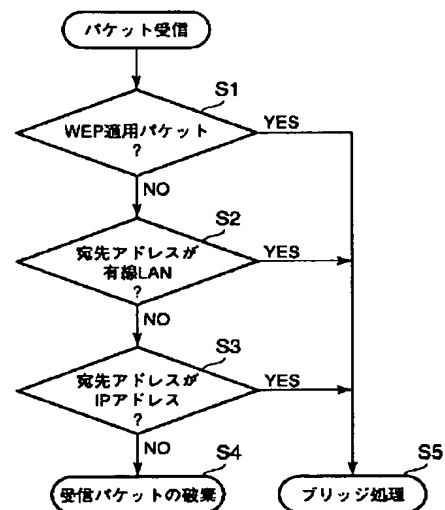 パケット受信
S1
WEP適用パケット
?
YES
NO
S2
宛先アドレスが
有線LAN
?
YES
NO
S3
宛先アドレスが
IPアドレス
?
YES
NO
S4
受信パケットの破棄
S5
ブリッジ処理